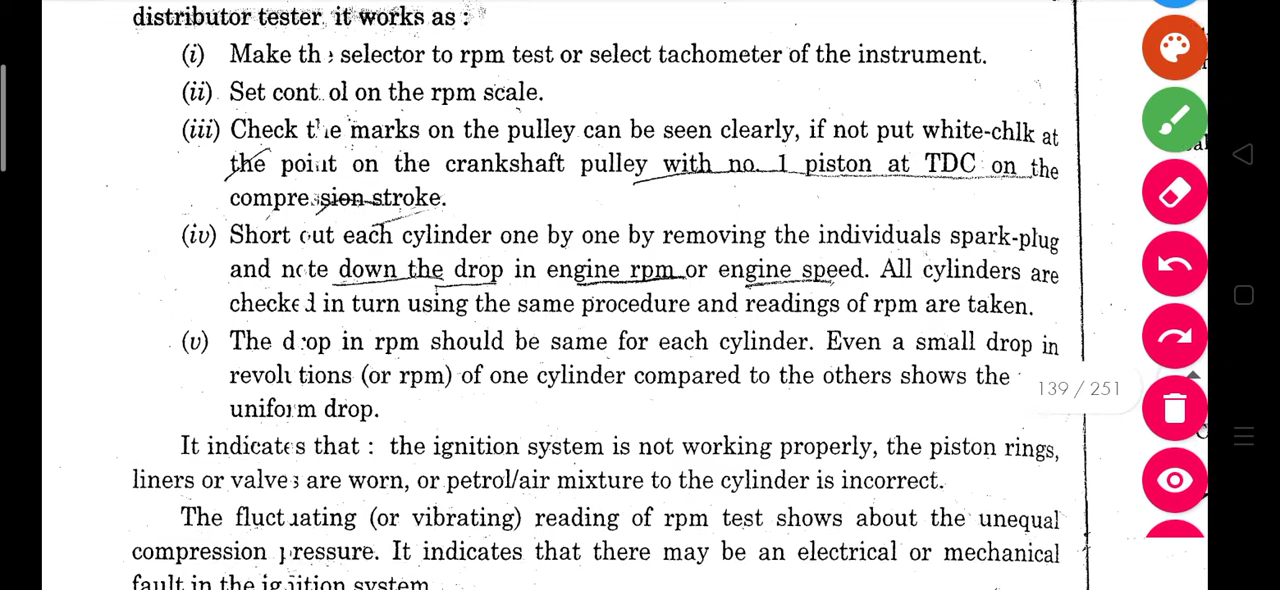 distributor tester, it works as :
(i) Make the selector to rpm test or select tachometer of the instrument.
(ii) Set control on the rpm scale.
(iii) Check the marks on the pulley can be seen clearly, if not put white-chlk at
the point on the crankshaft pulley with no. 1 piston at TDC on the
compression stroke.
(iv) Short out each cylinder one by one by removing the individuals spark-plug
and note down the drop in engine rpm or engine speed. All cylinders are
checked in turn using the same procedure and readings of rpm are taken.
(v) The drop in rpm should be same for each cylinder. Even a small drop in
revolutions (or rpm) of one cylinder compared to the others shows the
139 / 251
uniform drop.
It indicates that : the ignition system is not working properly, the piston rings,
liners or valves are worn, or petrol/air mixture to the cylinder is incorrect.
The fluctuating (or vibrating) reading of rpm test shows about the unequal
compression pressure. It indicates that there may be an electrical or mechanical
fault in the ignition system